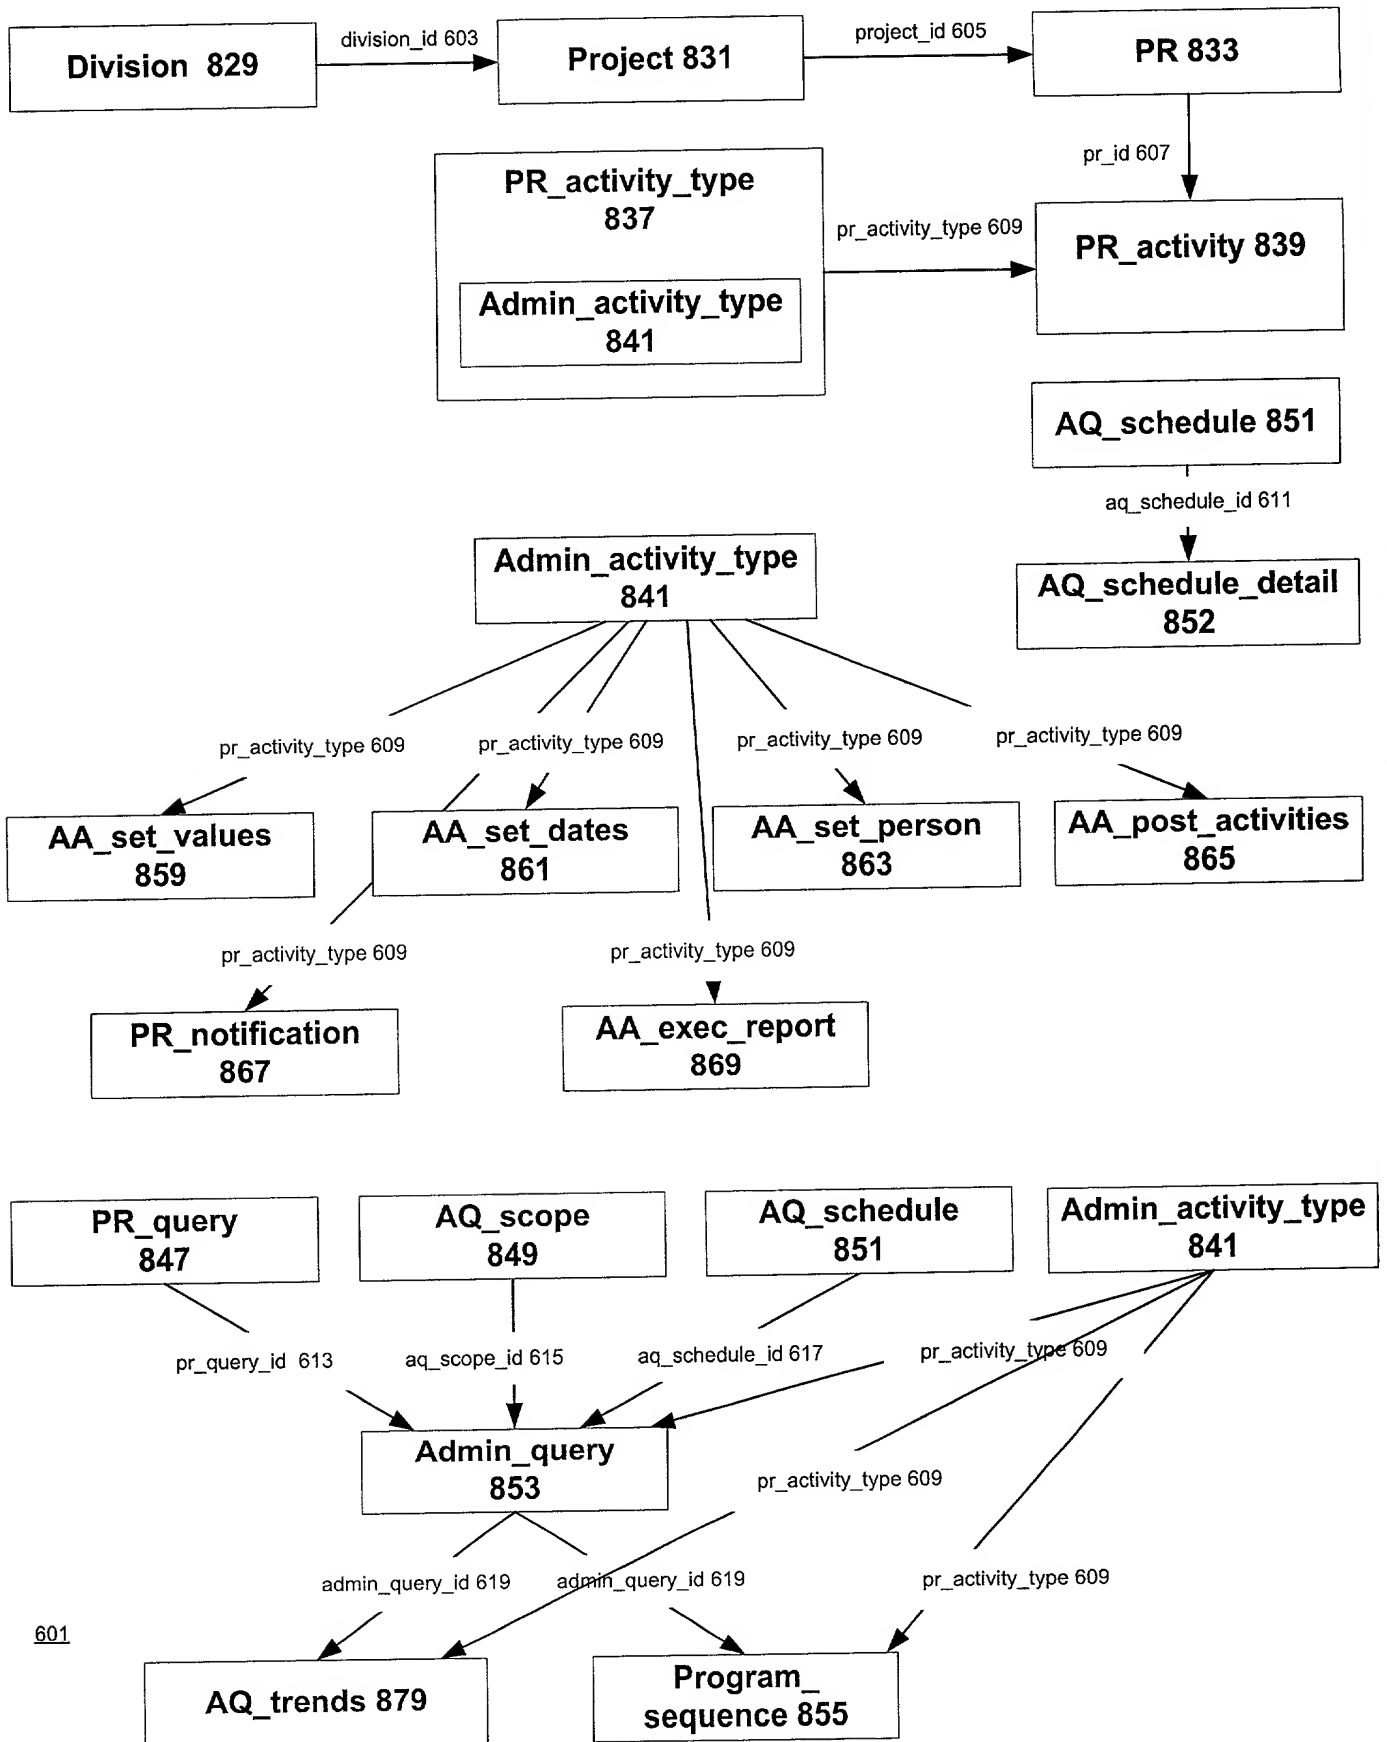 Division 829
division_id 603
Project 831
project_id 605
PR 833
pr_id 607
PR_activity_type
837
Admin_activity_type
841
pr_activity_type 609
PR_activity 839
AQ_schedule 851
aq_schedule_id 611
AQ_schedule_detail
852
Admin_activity_type
841
pr_activity_type 609
pr_activity_type 609
pr_activity_type 609
pr_activity_type 609
AA_set_values
859
AA_set_dates
861
AA_set_person
863
AA_post_activities
865
pr_activity_type 609
pr_activity_type 609
PR_notification
867
AA_exec_report
869
PR_query
847
AQ_scope
849
AQ_schedule
851
Admin_activity_type
841
pr_query_id 613
aq_scope_id 615
aq_schedule_id 617
pr_activity_type 609
Admin_query
853
pr_activity_type 609
admin_query_id 619
admin_query_id 619
pr_activity_type 609
601
AQ_trends 879
Program_
sequence 855